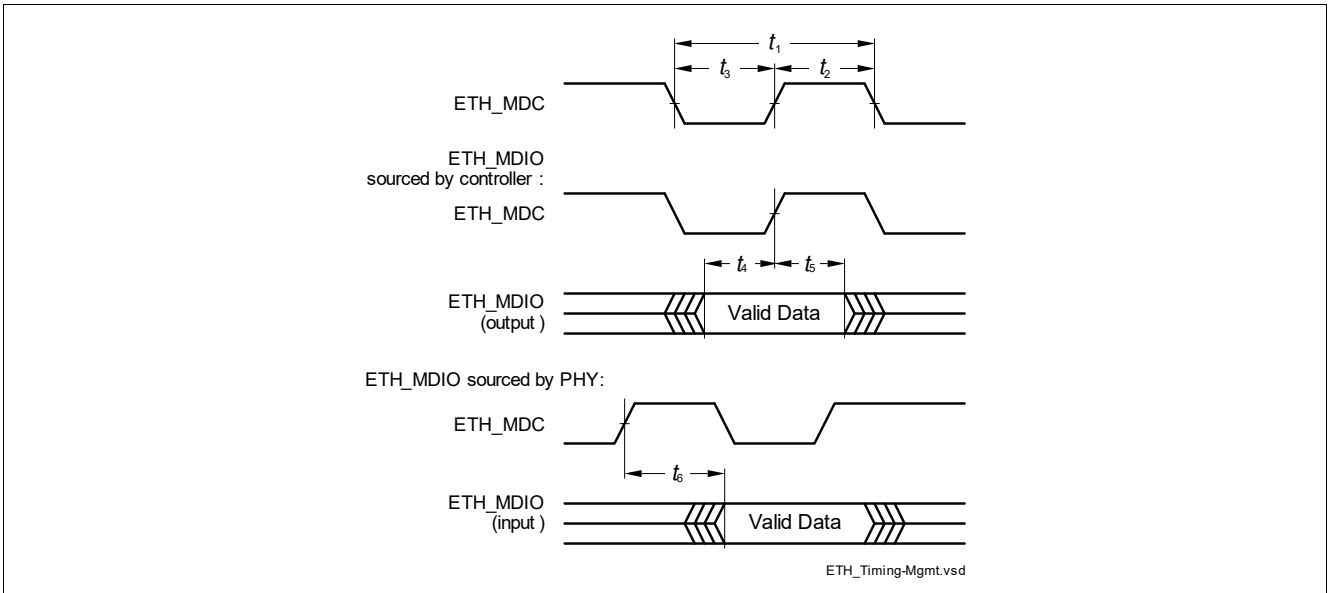 t₁
t₃ t₂
ETH_MDC
ETH_MDIO
sourced by controller :
ETH_MDC
t₄ t₅
ETH_MDIO
(output )
Valid Data
ETH_MDIO sourced by PHY:
ETH_MDC
t₆
ETH_MDIO
(input )
Valid Data
ETH_Timing-Mgmt.vsd